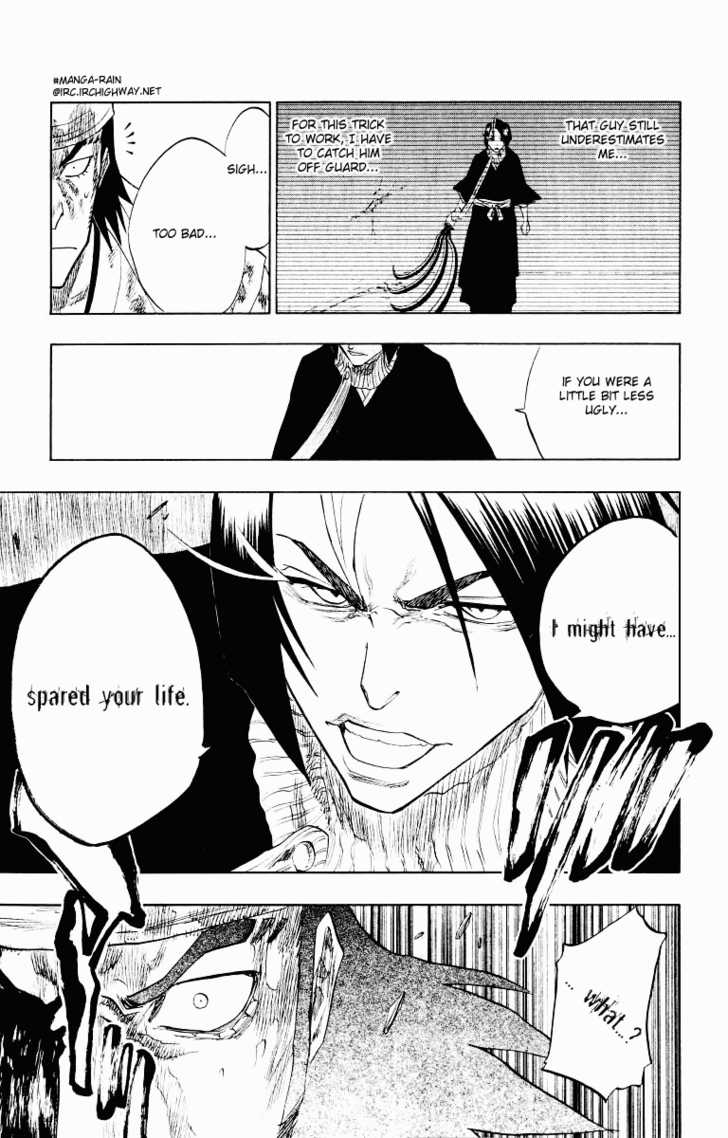 #MANGA-RAIN
@IRC.IRCHIGHWAY.NET
THAT GUY STILL
UNDERESTIMATES
ME...
FOR THIS TRICK
TO WORK, I HAVE
TO CATCH HIM
OFF GUARD...
SIGH...
TOO BAD...
IF YOU WERE A
LITTLE BIT LESS
UGLY...
I might have...
spared your life.
... what...?